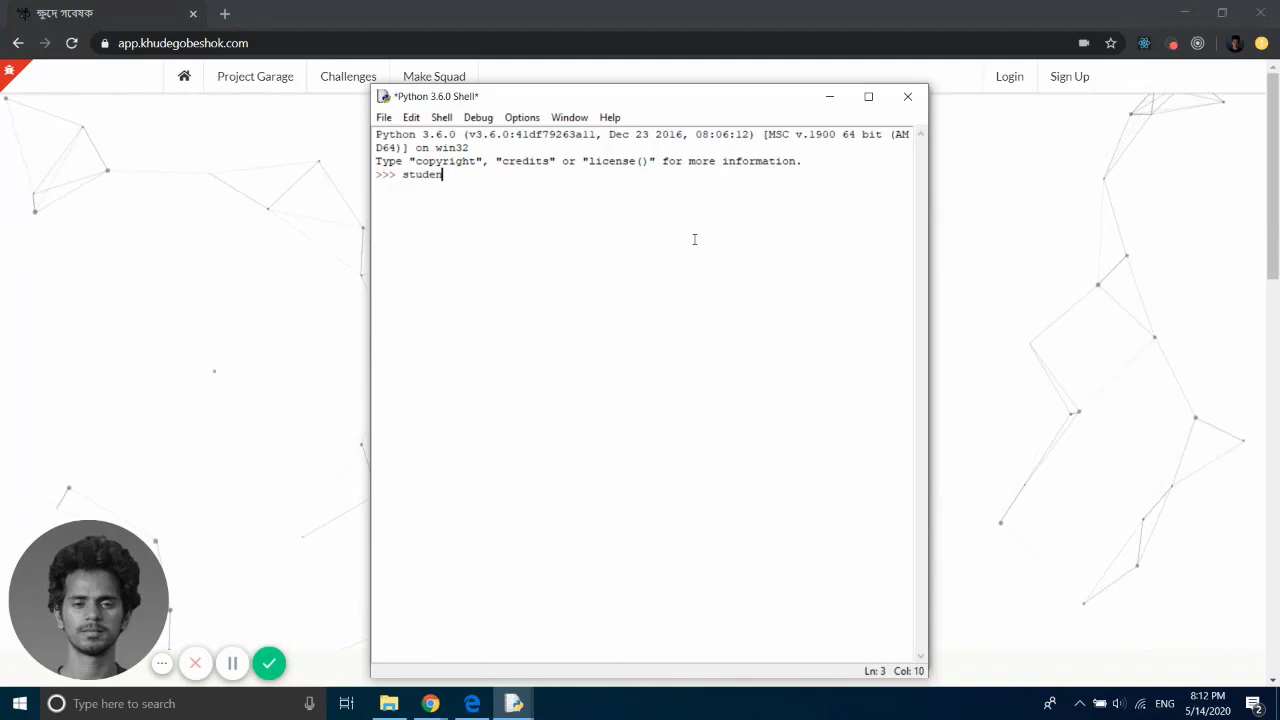 ক্ষুদে গবেষক
app.khudegobeshok.com
Project Garage Challenges Make Squad Login Sign Up
*Python 3.6.0 Shell*
File Edit Shell Debug Options Window Help
Python 3.6.0 (v3.6.0:41df79263a11, Dec 23 2016, 08:06:12) [MSC v.1900 64 bit (AM
D64)] on win32
Type "copyright", "credits" or "license()" for more information.
>>> studen
Ln: 3 Col: 10
Type here to search
ENG
8:12 PM
5/14/2020
2